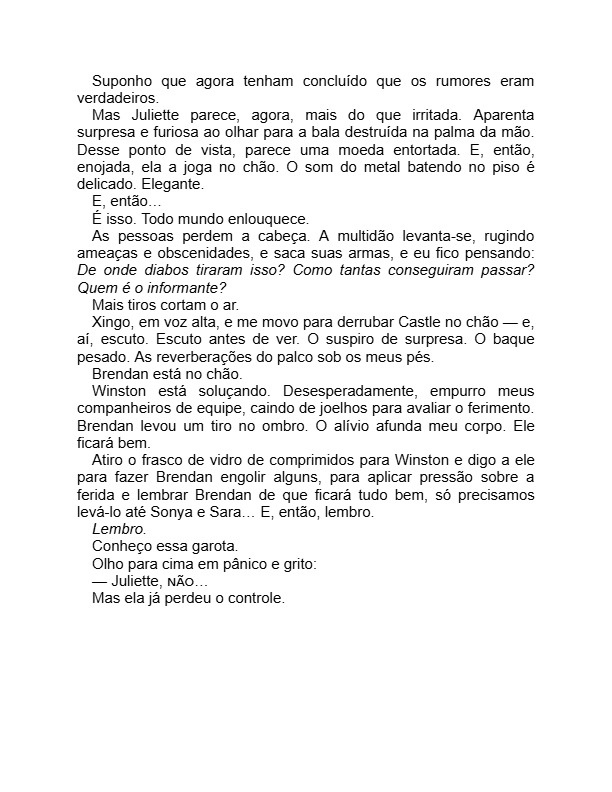 Suponho que agora tenham concluído que os rumores eram
verdadeiros.
Mas Juliette parece, agora, mais do que irritada. Aparenta
surpresa e furiosa ao olhar para a bala destruída na palma da mão.
Desse ponto de vista, parece uma moeda entortada. E, então,
enojada, ela a joga no chão. O som do metal batendo no piso é
delicado. Elegante.
E, então…
É isso. Todo mundo enlouquece.
As pessoas perdem a cabeça. A multidão levanta-se, rugindo
ameaças e obscenidades, e saca suas armas, e eu fico pensando:
De onde diabos tiraram isso? Como tantas conseguiram passar?
Quem é o informante?
Mais tiros cortam o ar.
Xingo, em voz alta, e me movo para derrubar Castle no chão — e,
aí, escuto. Escuto antes de ver. O suspiro de surpresa. O baque
pesado. As reverberações do palco sob os meus pés.
Brendan está no chão.
Winston está soluçando. Desesperadamente, empurro meus
companheiros de equipe, caindo de joelhos para avaliar o ferimento.
Brendan levou um tiro no ombro. O alívio afunda meu corpo. Ele
ficará bem.
Atiro o frasco de vidro de comprimidos para Winston e digo a ele
para fazer Brendan engolir alguns, para aplicar pressão sobre a
ferida e lembrar Brendan de que ficará tudo bem, só precisamos
levá-lo até Sonya e Sara… E, então, lembro.
Lembro.
Conheço essa garota.
Olho para cima em pânico e grito:
— Juliette, NÃO…
Mas ela já perdeu o controle.